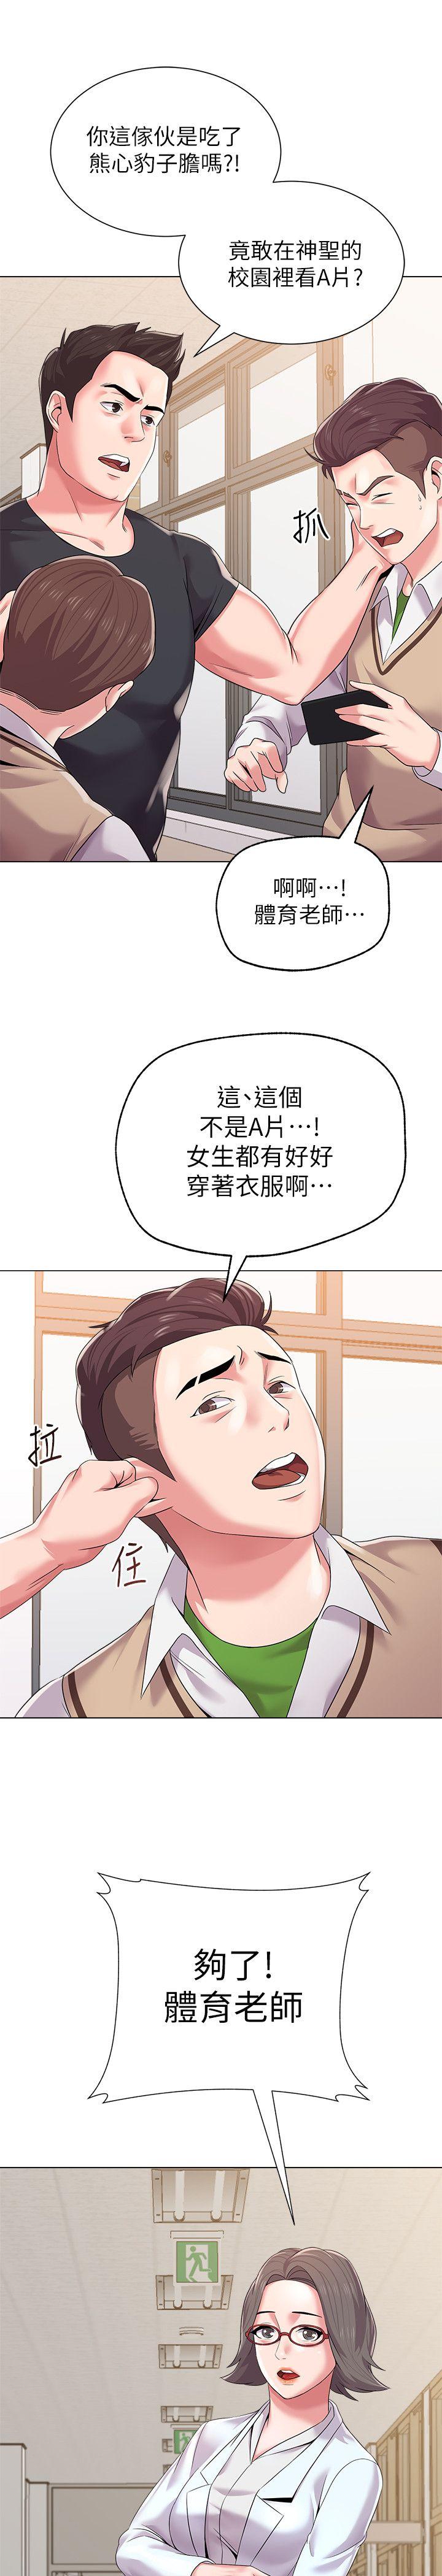 你這傢伙是吃了
熊心豹子膽嗎?!
竟敢在神聖的
校園裡看A片?
抓
啊啊…!
體育老師…
這、這個
不是A片…!
女生都有好好
穿著衣服啊…
拉
住
夠了!
體育老師